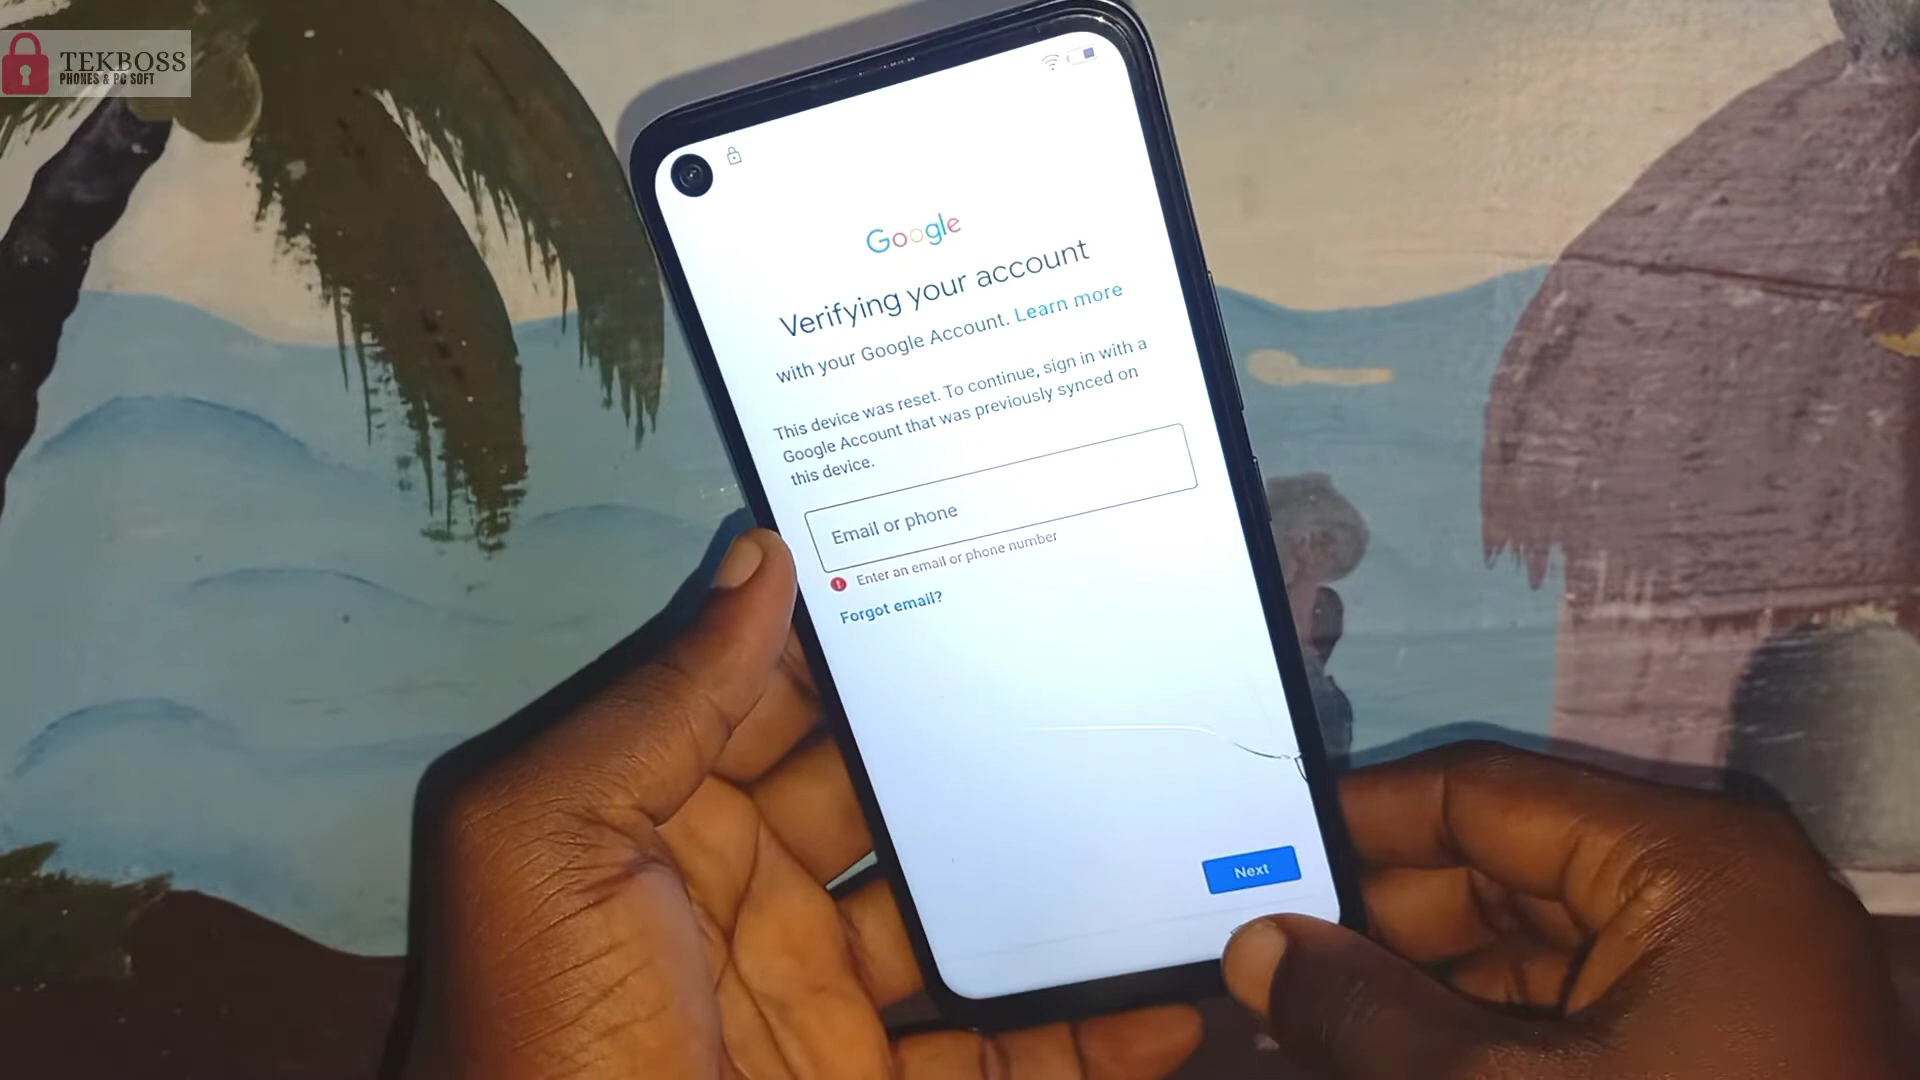 TEKBOSS
PHONES & PC SOFT
Google
Verifying your account
with your Google Account. Learn more
This device was reset. To continue, sign in with a
Google Account that was previously synced on
this device.
Email or phone
Enter an email or phone number
Forgot email?
Next